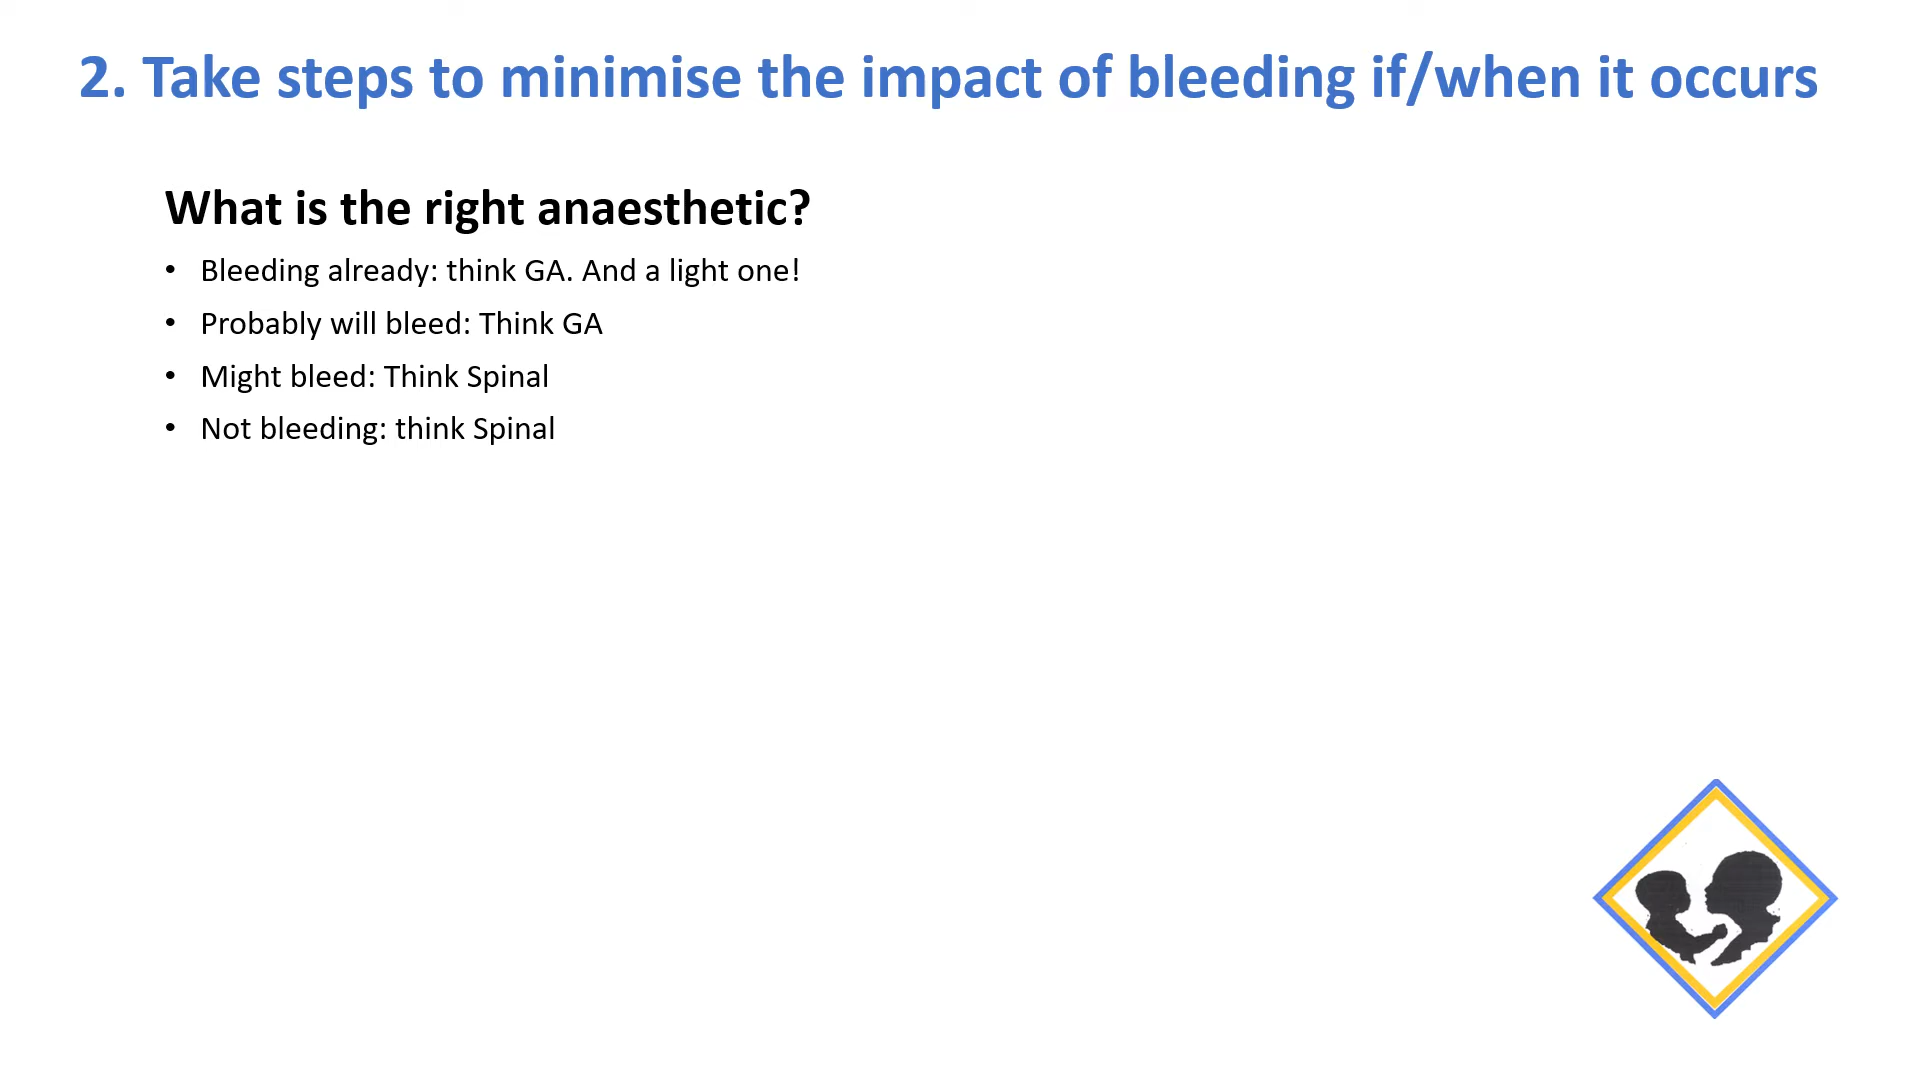 2. Take steps to minimise the impact of bleeding if/when it occurs
What is the right anaesthetic?
• Bleeding already: think GA. And a light one!
• Probably will bleed: Think GA
• Might bleed: Think Spinal
• Not bleeding: think Spinal